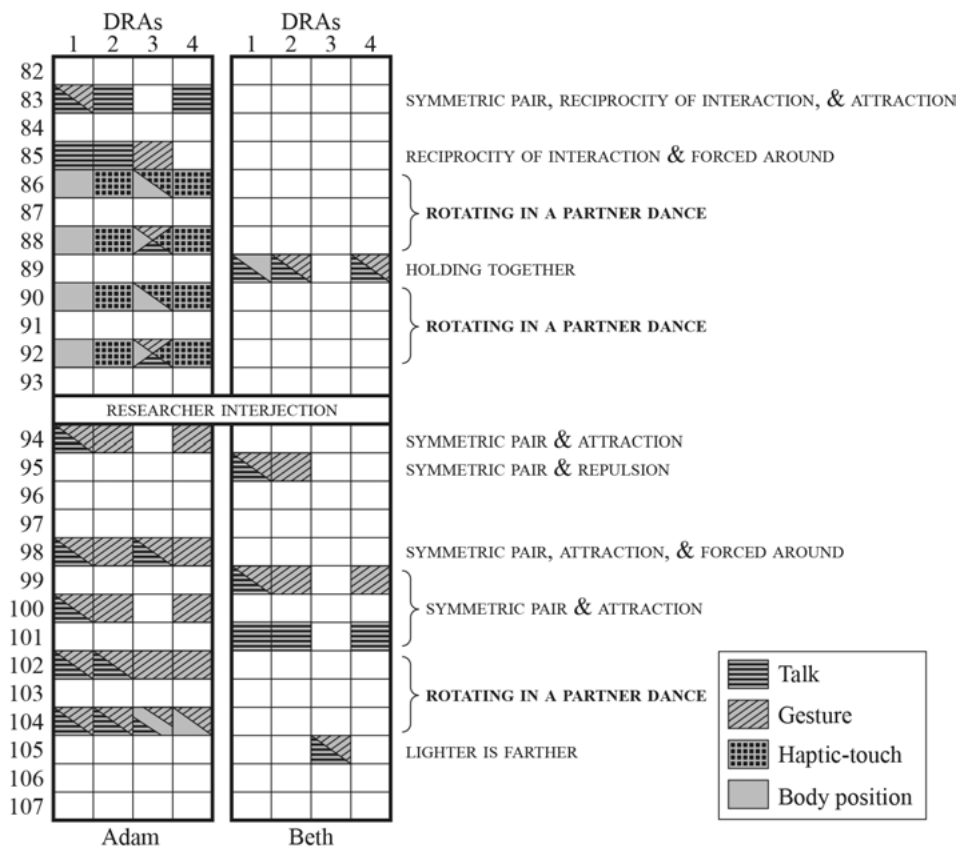 DRAs DRAs
1 2 3 4 1 2 3 4
82
83 SYMMETRIC PAIR, RECIPROCITY OF INTERACTION, & ATTRACTION
84
85 RECIPROCITY OF INTERACTION & FORCED AROUND
86
87 ROTATING IN A PARTNER DANCE
88
89 HOLDING TOGETHER
90
91 ROTATING IN A PARTNER DANCE
92
93
RESEARCHER INTERJECTION
94 SYMMETRIC PAIR & ATTRACTION
95 SYMMETRIC PAIR & REPULSION
96
97
98 SYMMETRIC PAIR, ATTRACTION, & FORCED AROUND
99
100 SYMMETRIC PAIR & ATTRACTION
101
102
103 ROTATING IN A PARTNER DANCE
104
105 LIGHTER IS FARTHER
106
107
Adam Beth
Talk
Gesture
Haptic-touch
Body position